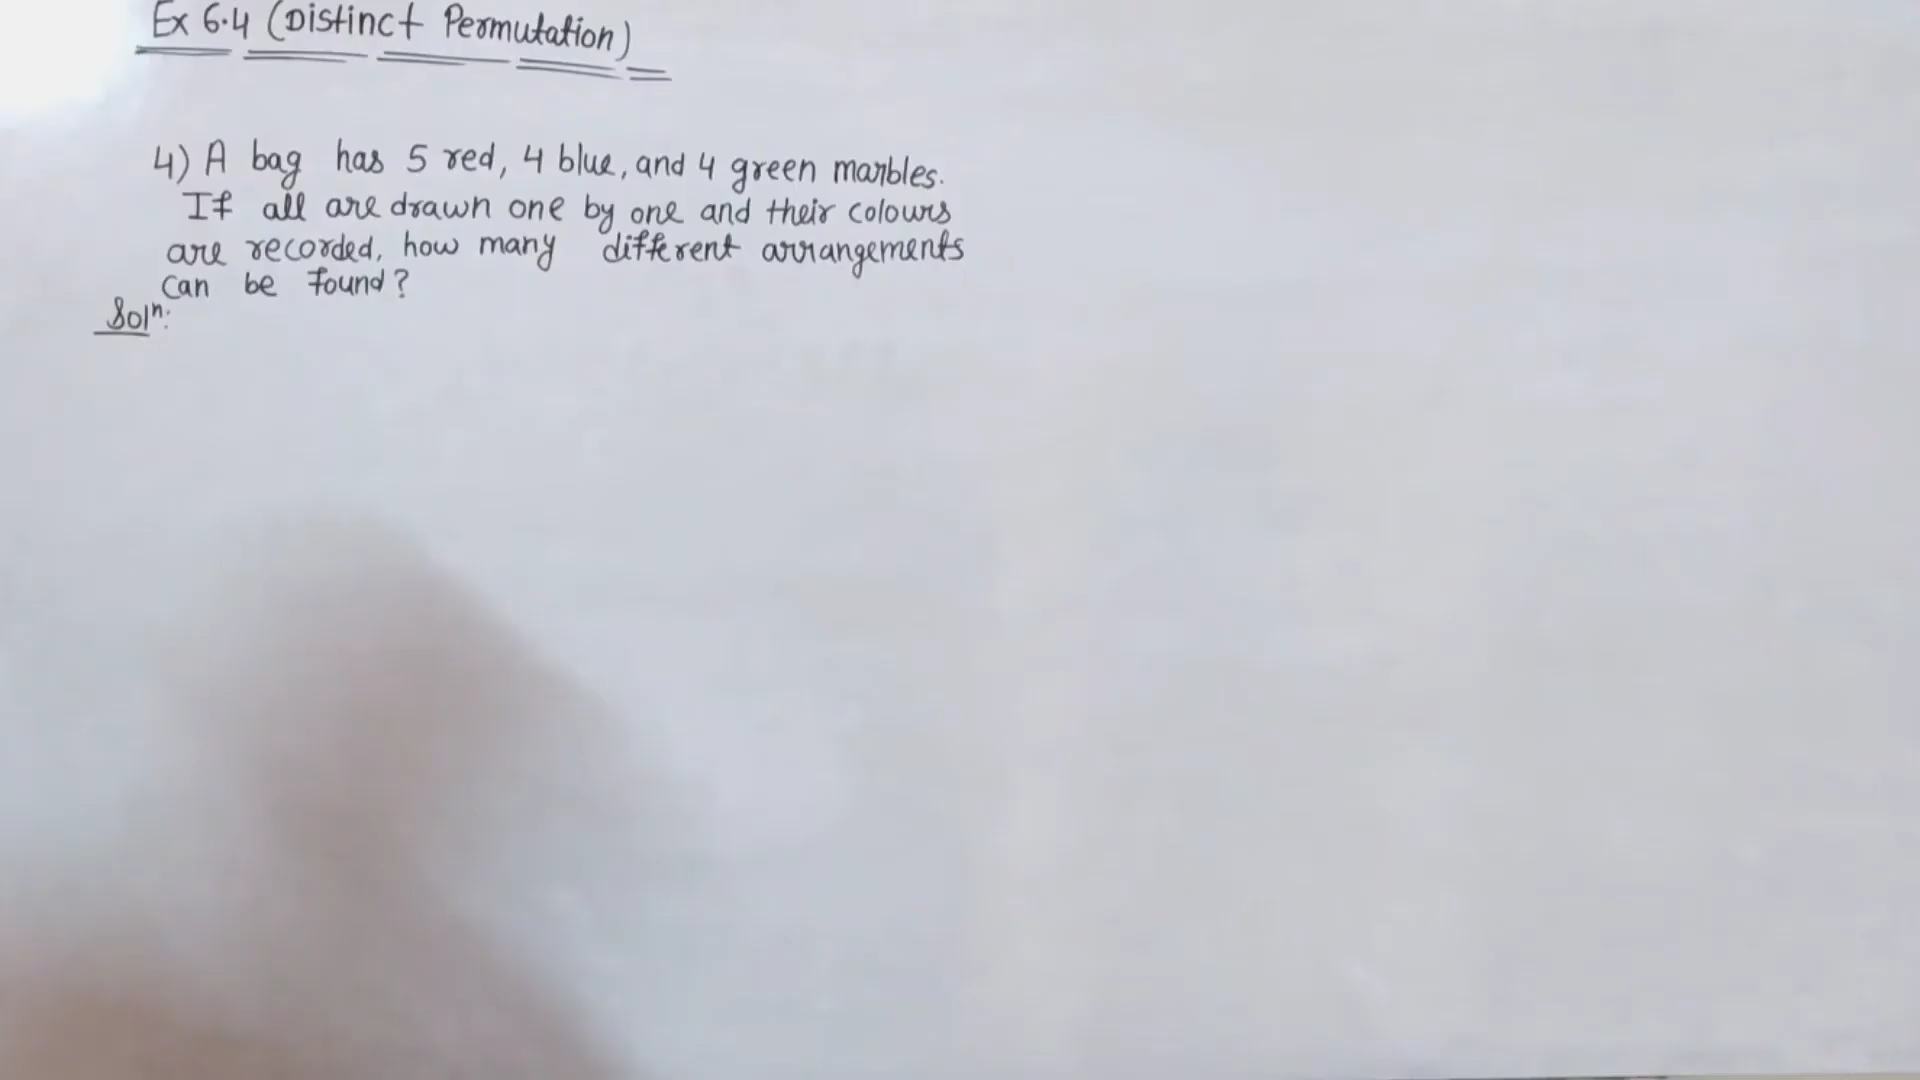 Ex 6.4 (Distinct Permutation)
4) A bag has 5 red, 4 blue, and 4 green marbles.
If all are drawn one by one and their colours
are recorded, how many different arrangements
can be found?
Solⁿ: